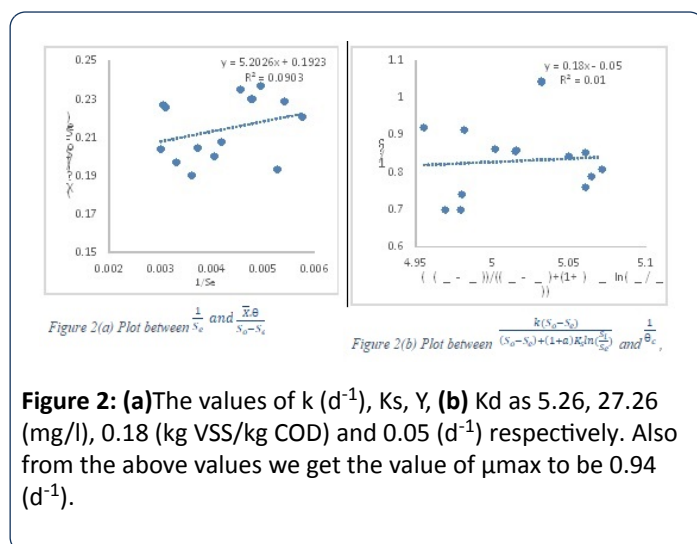 0.25
0.23
0.21
0.19
0.17
0.15
y = 5.2026x + 0.1923
R² = 0.0903
0.002 0.003 0.004 0.005 0.006
1/Se
1.1
1
0.9
0.8
0.7
0.6
y = 0.18x - 0.05
R² = 0.01
4.95 5 5.05 5.1
( ( _ - _ ))/(( _ - _ )+(1+ ) _ ln( _ / _
))
Figure 2(a) Plot between 1/Se and X̅.θ/So−Se
Figure 2(b) Plot between k(So−Se)/(So−Se)+(1+α)Ksln(Si/Se) and 1/θc,
Figure 2: (a)The values of k (d⁻¹), Ks, Y, (b) Kd as 5.26, 27.26
(mg/l), 0.18 (kg VSS/kg COD) and 0.05 (d⁻¹) respectively. Also
from the above values we get the value of μmax to be 0.94
(d⁻¹).